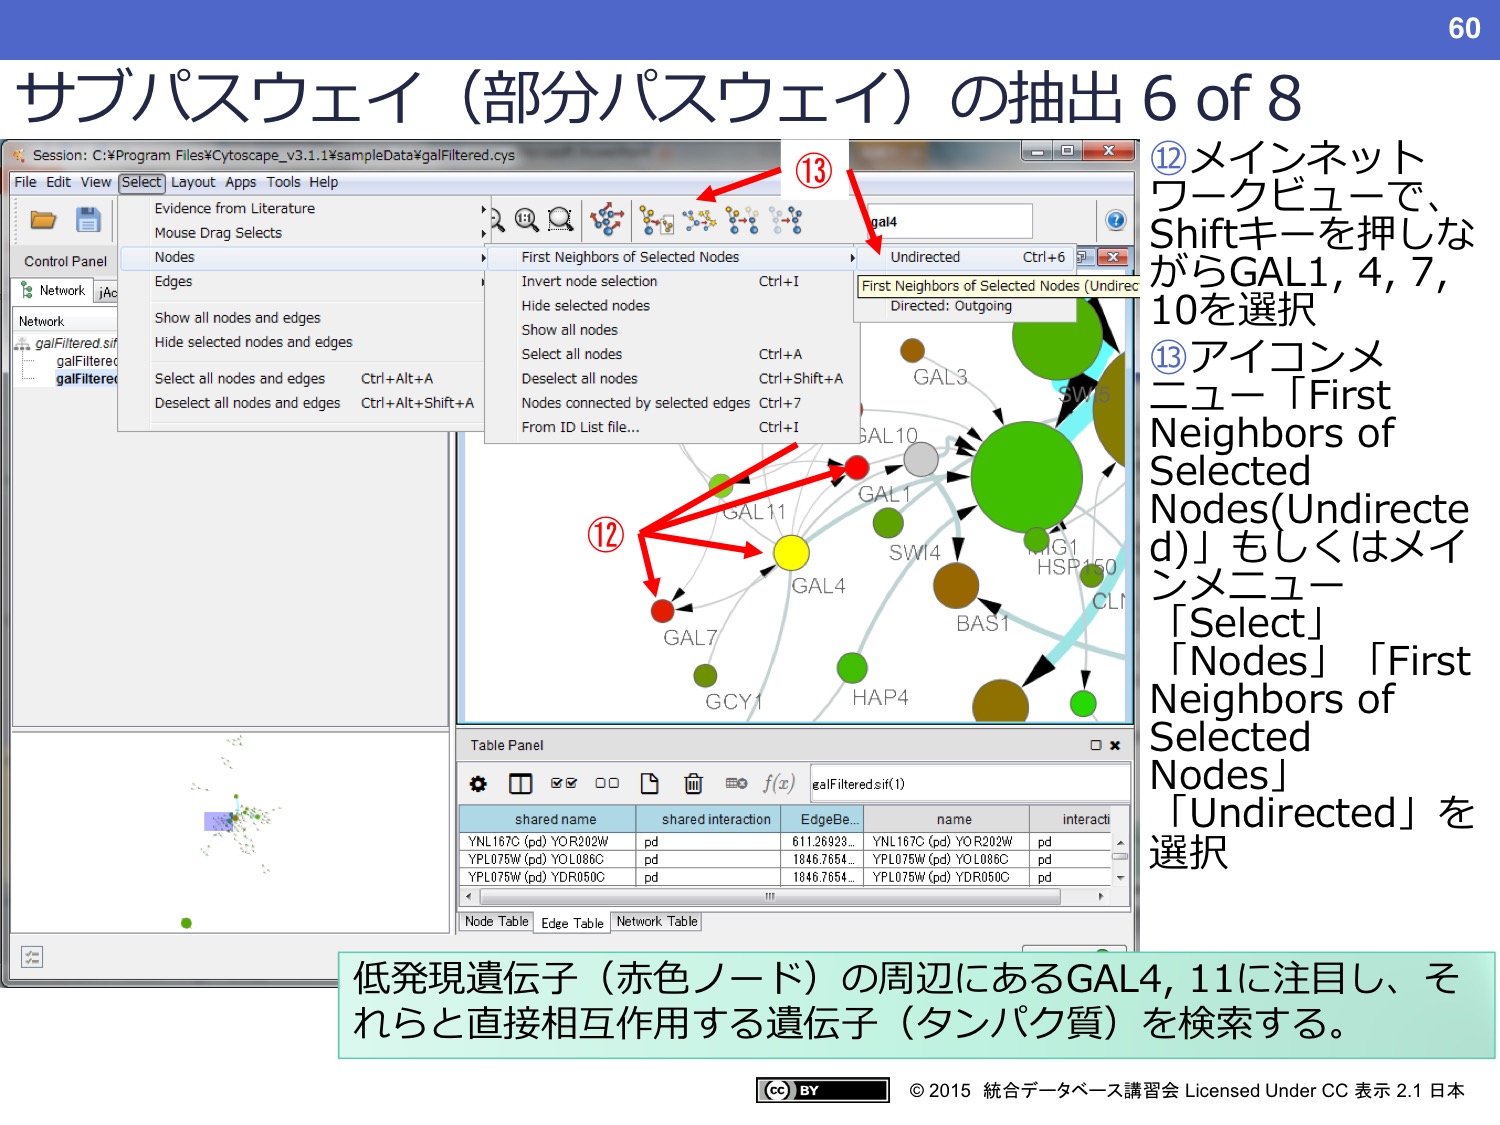 60
サブパスウェイ（部分パスウェイ）の抽出 6 of 8
Session: C:¥Program Files¥Cytoscape_v3.1.1¥sampleData¥galFiltered.cys
File Edit View Select Layout Apps Tools Help
⑬
gal4
Control Panel
Network
Network
galFiltered.sif
Evidence from Literature
Mouse Drag Selects
Nodes
Edges
Show all nodes and edges
Hide selected nodes and edges
Select all nodes and edges Ctrl+Alt+A
Deselect all nodes and edges Ctrl+Alt+Shift+A
First Neighbors of Selected Nodes
Invert node selection Ctrl+I
Hide selected nodes
Show all nodes
Select all nodes Ctrl+A
Deselect all nodes Ctrl+Shift+A
Nodes connected by selected edges Ctrl+7
From ID List file... Ctrl+I
Undirected Ctrl+6
First Neighbors of Selected Nodes (Undirec
Directed: Outgoing
GAL3
SWI5
GAL10
GAL1
GAL11
SWI4
MIG1
HSP150
GAL4
CLN
BAS1
GAL7
GCY1
HAP4
⑫
Table Panel
f(x)
galFiltered.sif(1)
shared name shared interaction EdgeBe... name interacti
YNL167C (pd) YOR202W pd 611.26923... YNL167C (pd) YOR202W pd
YPL075W (pd) YOL086C pd 1846.7654... YPL075W (pd) YOL086C pd
YPL075W (pd) YDR050C pd 1846.7654... YPL075W (pd) YDR050C pd
Node Table Edge Table Network Table
⑫メインネット
ワークビューで、
Shiftキーを押しな
がらGAL1, 4, 7,
10を選択
⑬アイコンメ
ニュー「First
Neighbors of
Selected
Nodes(Undirecte
d)」もしくはメイ
ンメニュー
「Select」
「Nodes」「First
Neighbors of
Selected
Nodes」
「Undirected」を
選択
低発現遺伝子（赤色ノード）の周辺にあるGAL4, 11に注目し、そ
れらと直接相互作用する遺伝子（タンパク質）を検索する。
cc BY
© 2015 統合データベース講習会 Licensed Under CC 表示 2.1 日本